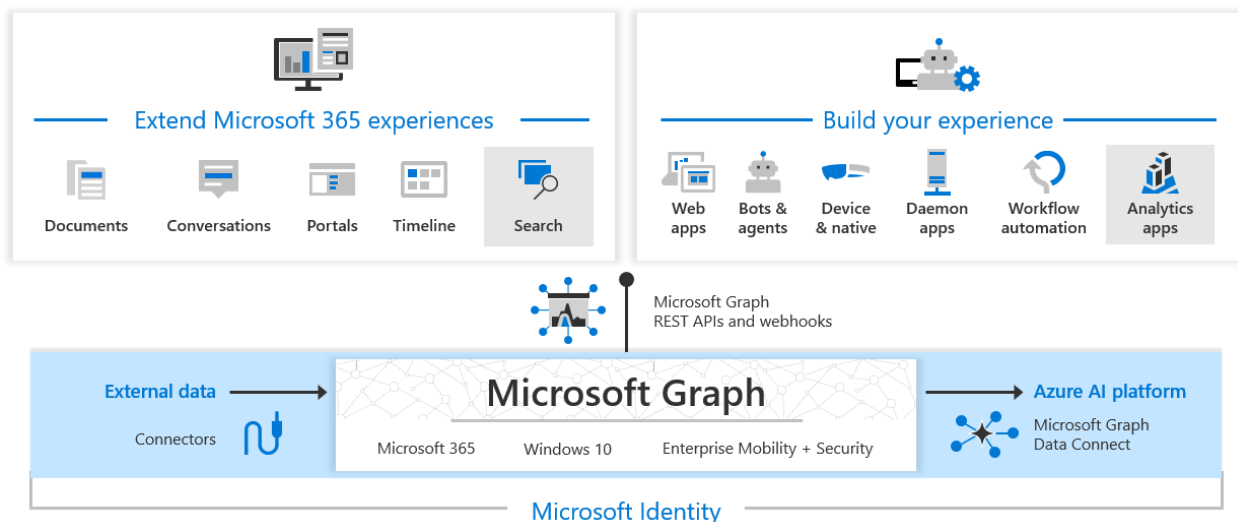 Extend Microsoft 365 experiences
Documents
Conversations
Portals
Timeline
Search
Build your experience
Web
apps
Bots &
agents
Device
& native
Daemon
apps
Workflow
automation
Analytics
apps
Microsoft Graph
REST APIs and webhooks
External data
Connectors
Microsoft Graph
Microsoft 365
Windows 10
Enterprise Mobility + Security
Azure AI platform
Microsoft Graph
Data Connect
Microsoft Identity